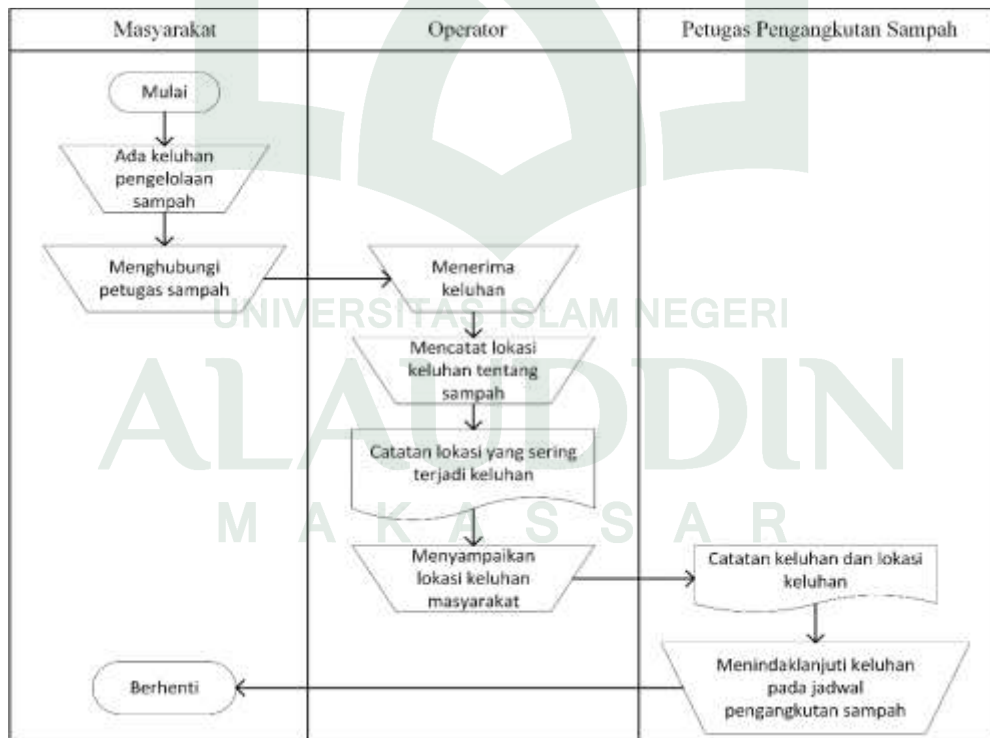 Masyarakat
Operator
Petugas Pengangkutan Sampah
Mulai
Ada keluhan
pengelolaan
sampah
Menghubungi
petugas sampah
Menerima
keluhan
UNIVERSITAS ISLAM NEGERI
Mencatat lokasi
keluhan tentang
sampah
ALAUDDIN
Catatan lokasi yang sering
terjadi keluhan
MAKASSAR
Menyampaikan
lokasi keluhan
masyarakat
Catatan keluhan dan lokasi
keluhan
Menindaklanjuti keluhan
pada jadwal
pengangkutan sampah
Berhenti